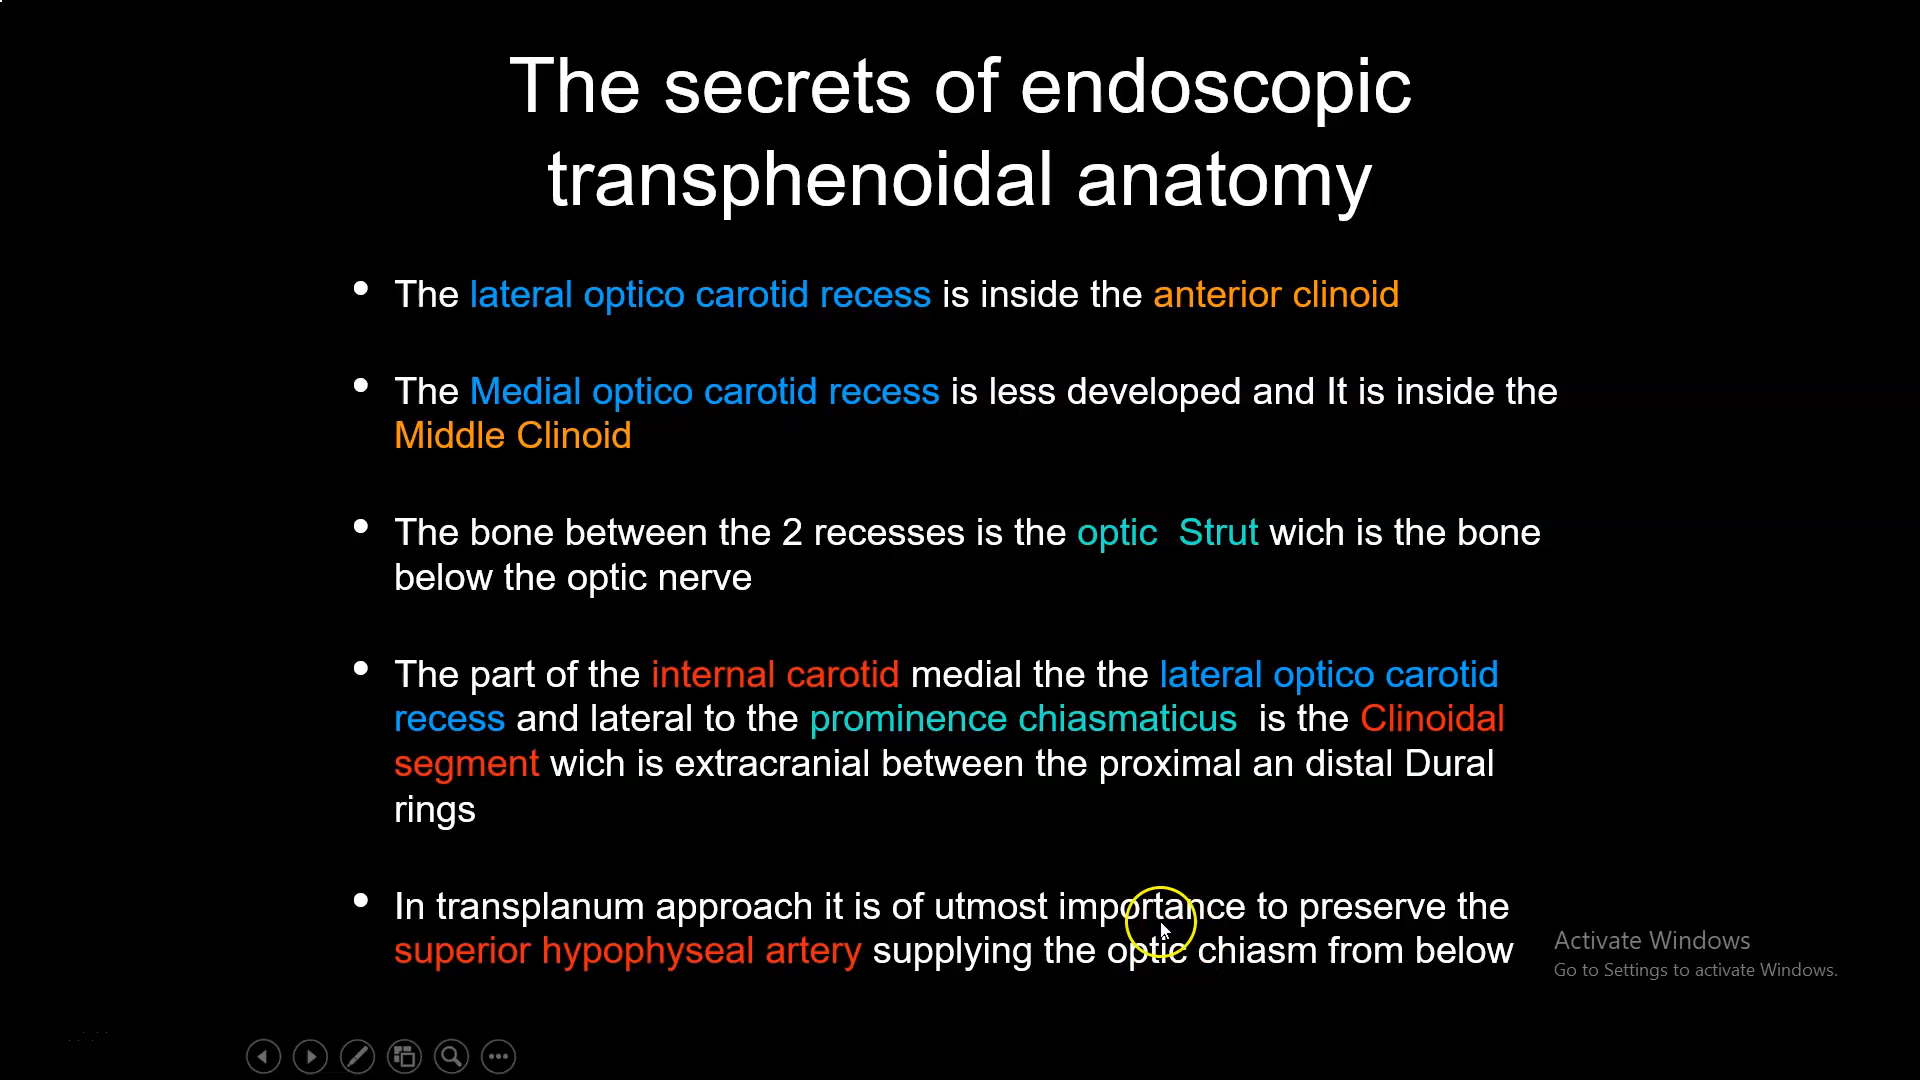 The secrets of endoscopic
transphenoidal anatomy
• The lateral optico carotid recess is inside the anterior clinoid
• The Medial optico carotid recess is less developed and It is inside the
Middle Clinoid
• The bone between the 2 recesses is the optic  Strut wich is the bone
below the optic nerve
• The part of the internal carotid medial the the lateral optico carotid
recess and lateral to the prominence chiasmaticus  is the Clinoidal
segment wich is extracranial between the proximal an distal Dural
rings
• In transplanum approach it is of utmost importance to preserve the
superior hypophyseal artery supplying the optic chiasm from below
Activate Windows
Go to Settings to activate Windows.